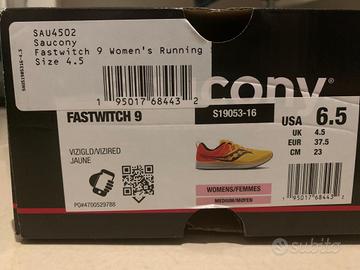 SAU4502
Saucony
Fastwitch 9 Women's Running
Size 4.5
1 95017 68443 2
cony
FASTWITCH 9
S19053-16
USA 6.5
UK 4.5
EUR 37.5
CM 23
VIZIGLD/VIZIRED
JAUNE
WOMENS/FEMMES
MEDIUM/MOYEN
PO#4700529788
1 95017 68443 2
subito